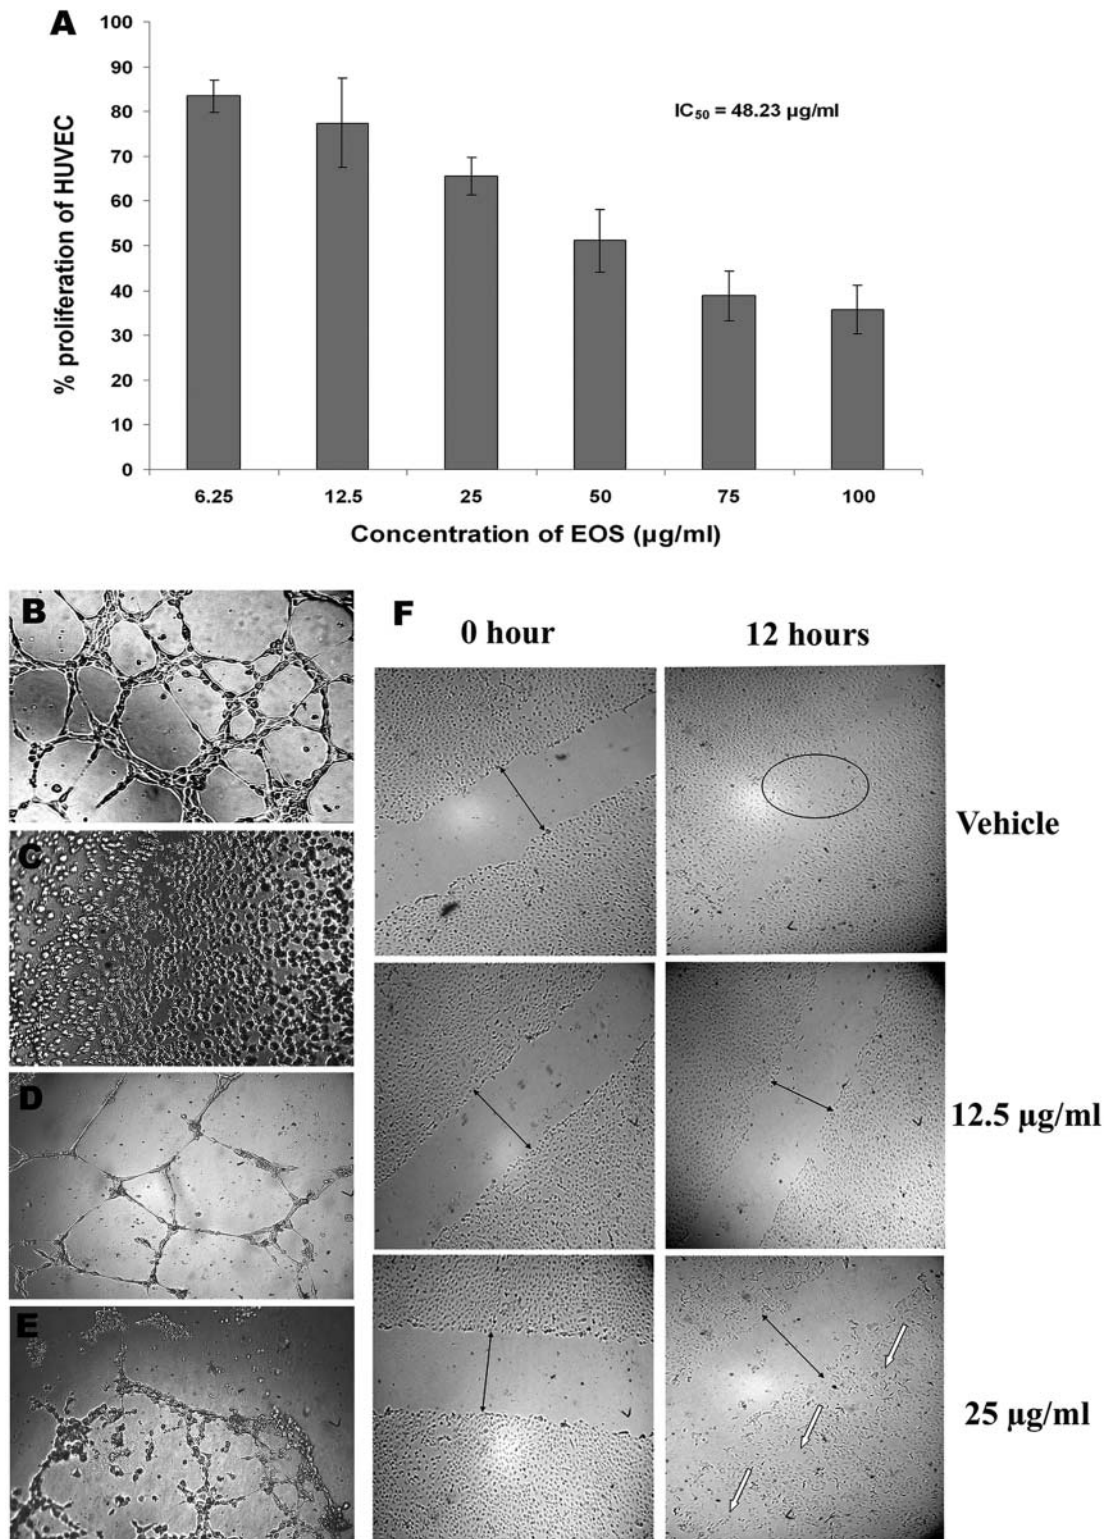 A
100
90
80
70
60
50
40
30
20
10
0
% proliferation of HUVEC
IC50 = 48.23 µg/ml
6.25 12.5 25 50 75 100
Concentration of EOS (µg/ml)
B
C
D
E
F
0 hour 12 hours
Vehicle
12.5 µg/ml
25 µg/ml